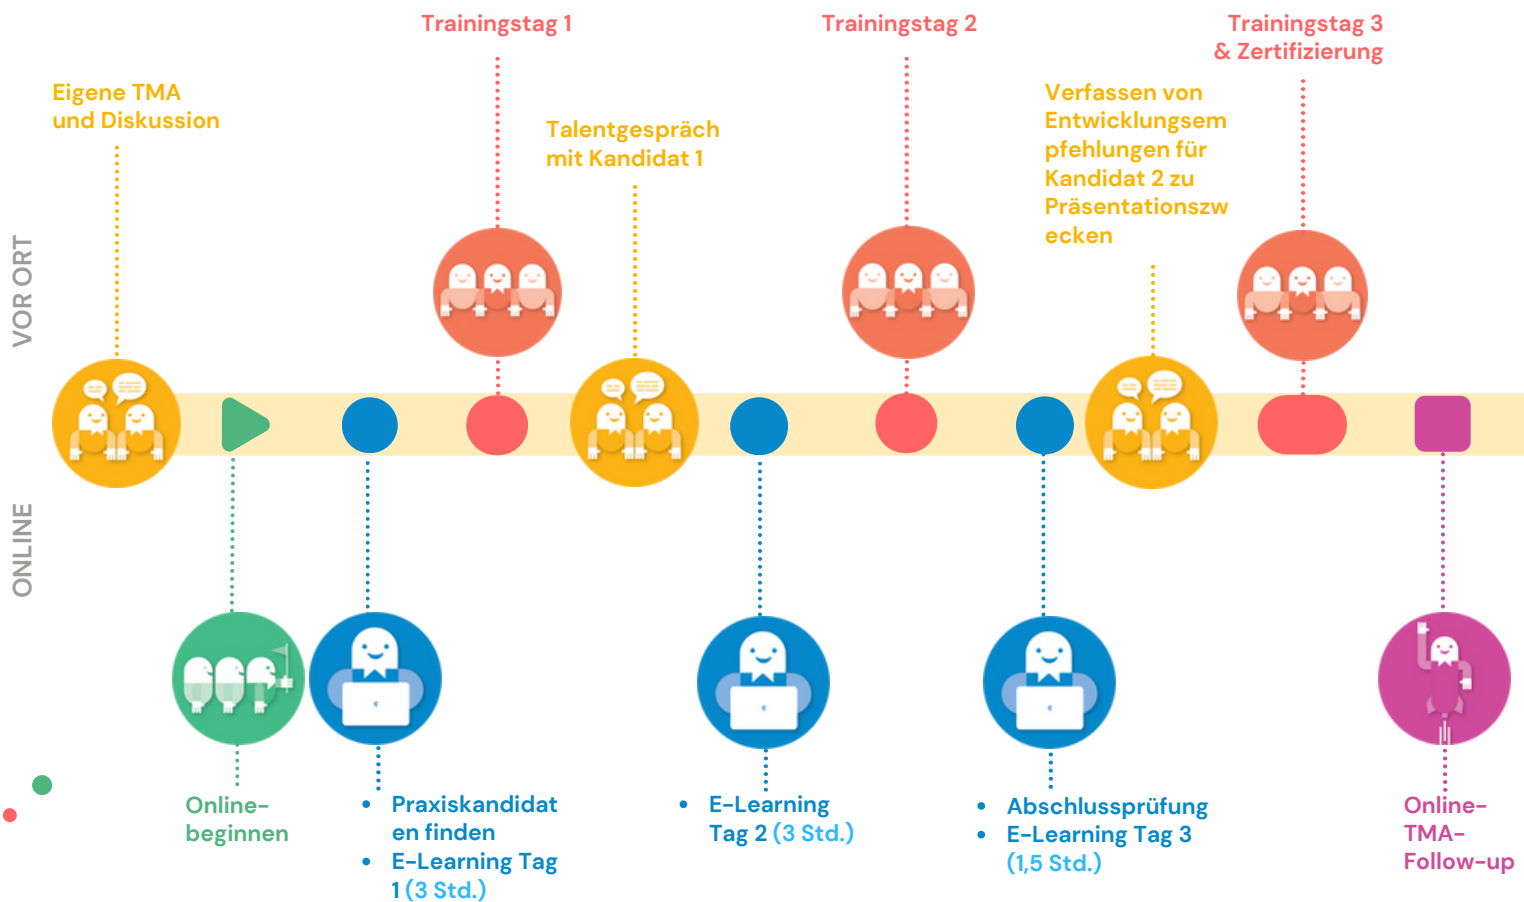 Trainingstag 1
Trainingstag 2
Trainingstag 3
& Zertifizierung
Eigene TMA
und Diskussion
Talentgespräch
mit Kandidat 1
Verfassen von
Entwicklungsem
pfehlungen für
Kandidat 2 zu
Präsentationszw
ecken
VOR ORT
ONLINE
Online-
beginnen
• Praxiskandidat
en finden
• E-Learning Tag
1 (3 Std.)
• E-Learning
Tag 2 (3 Std.)
• Abschlussprüfung
• E-Learning Tag 3
(1,5 Std.)
Online-
TMA-
Follow-up